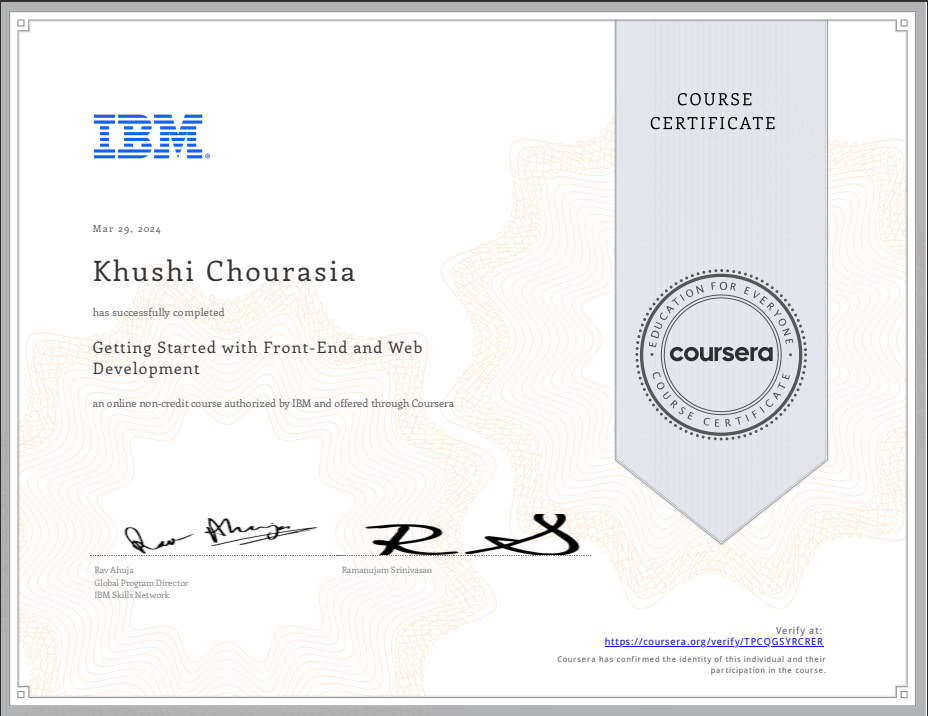 COURSE
CERTIFICATE
IBM®
Mar 29, 2024
Khushi Chourasia
has successfully completed
Getting Started with Front-End and Web
Development
an online non-credit course authorized by IBM and offered through Coursera
EDUCATION FOR EVERYONE
coursera
COURSE CERTIFICATE
Rav Ahuja
Rav Ahuja
Global Program Director
IBM Skills Network
RS
Ramanujam Srinivasan
Verify at:
https://coursera.org/verify/TPCQGSYRCRER
Coursera has confirmed the identity of this individual and their
participation in the course.